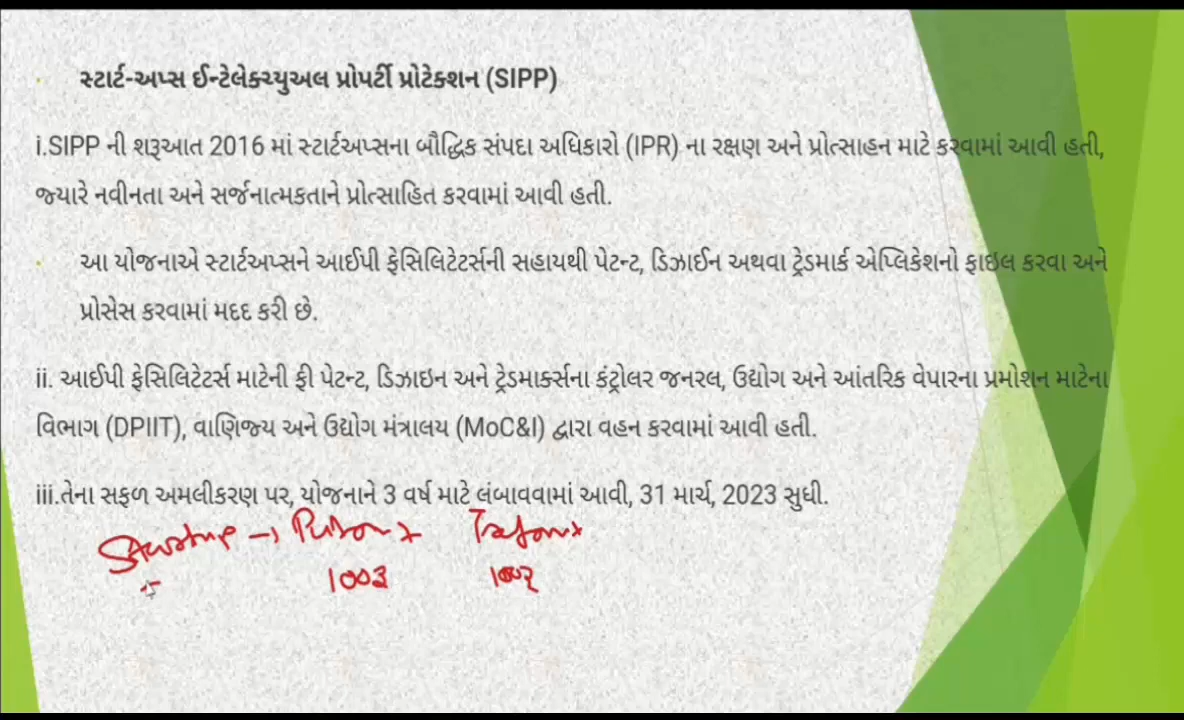 સ્ટાર્ટ-અપ્સ ઈન્ટેલેક્ચ્યુઅલ પ્રોપર્ટી પ્રોટેક્શન (SIPP)
i.SIPP ની શરૂઆત 2016 માં સ્ટાર્ટઅપ્સના બૌદ્ધિક સંપદા અધિકારો (IPR) ના રક્ષણ અને પ્રોત્સાહન માટે કરવામાં આવી હતી,
જ્યારે નવીનતા અને સર્જનાત્મકતાને પ્રોત્સાહિત કરવામાં આવી હતી.
આ યોજનાએ સ્ટાર્ટઅપ્સને આઈપી ફેસિલિટેટર્સની સહાયથી પેટન્ટ, ડિઝાઈન અથવા ટ્રેડમાર્ક એપ્લિકેશનો ફાઇલ કરવા અને
પ્રોસેસ કરવામાં મદદ કરી છે.
ii. આઈપી ફેસિલિટેટર્સ માટેની ફી પેટન્ટ, ડિઝાઇન અને ટ્રેડમાર્ક્સના કંટ્રોલર જનરલ, ઉદ્યોગ અને આંતરિક વેપારના પ્રમોશન માટેના
વિભાગ (DPIIT), વાણિજ્ય અને ઉદ્યોગ મંત્રાલય (MoC&I) દ્વારા વહન કરવામાં આવી હતી.
iii.તેના સફળ અમલીકરણ પર, યોજનાને 3 વર્ષ માટે લંબાવવામાં આવી, 31 માર્ચ, 2023 સુધી.